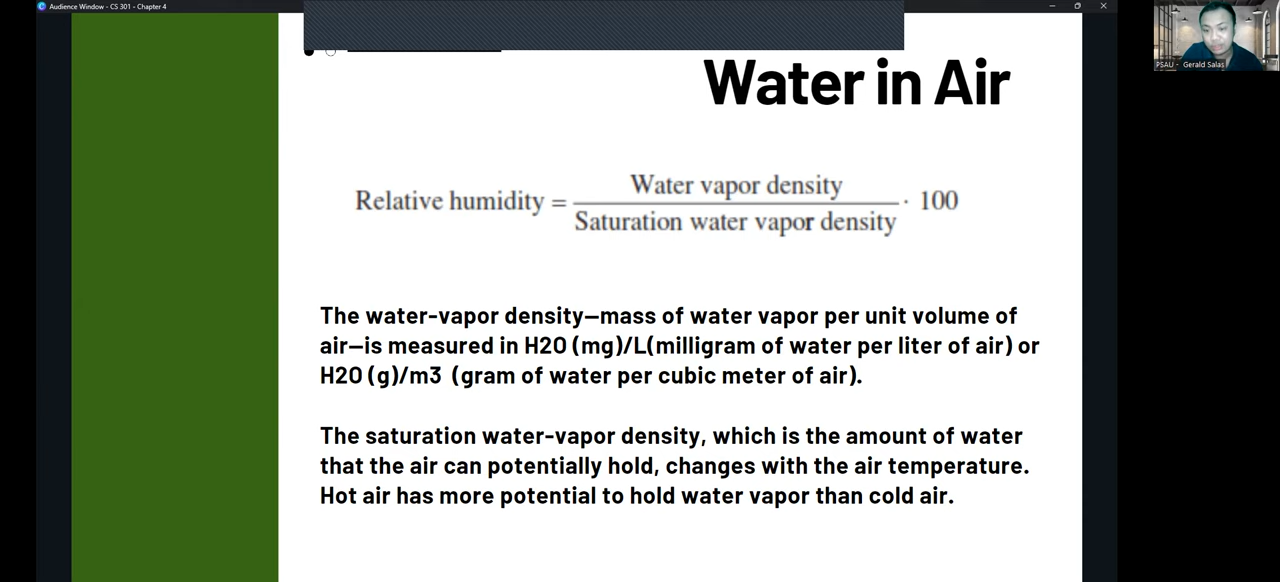 Audience Window - CS 301 - Chapter 4
PSAU - Gerald Salas
Water in Air
Relative humidity = Water vapor density / Saturation water vapor density · 100
The water-vapor density—mass of water vapor per unit volume of
air—is measured in H2O (mg)/L(milligram of water per liter of air) or
H2O (g)/m3 (gram of water per cubic meter of air).
The saturation water-vapor density, which is the amount of water
that the air can potentially hold, changes with the air temperature.
Hot air has more potential to hold water vapor than cold air.